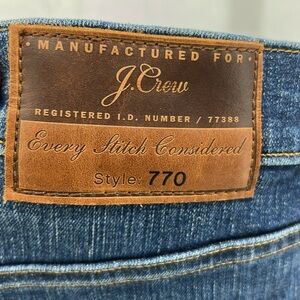 · MANUFACTURED FOR ·
J.Crew
REGISTERED I.D. NUMBER / 77388
Every Stitch Considered
Style: 770